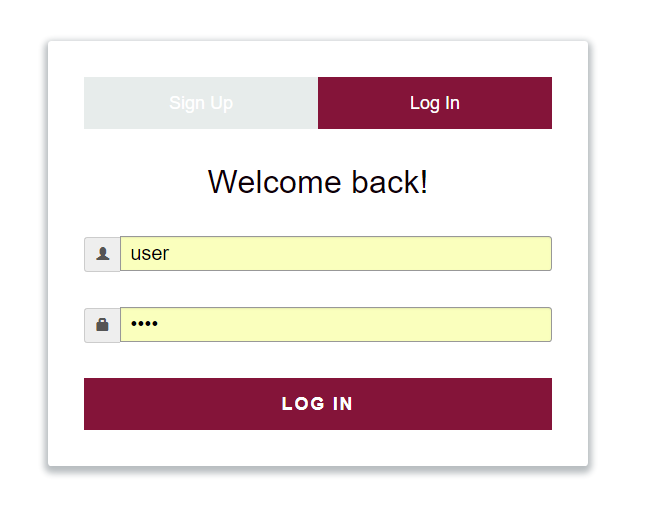 Sign Up Log In
Welcome back!
user
••••
LOG IN